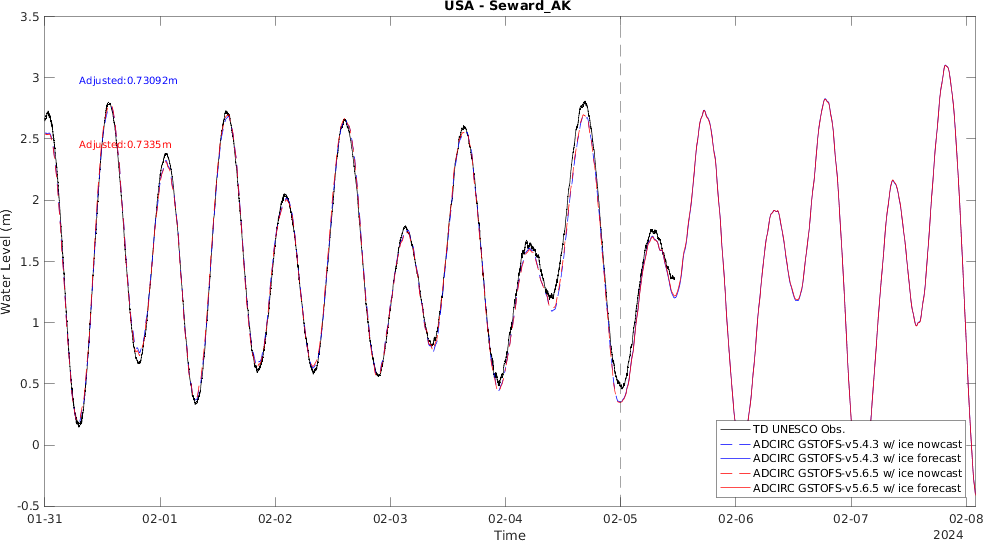 USA - Seward_AK
3.5
3
2.5
2
1.5
1
0.5
0
-0.5
Water Level (m)
Adjusted:0.73092m
Adjusted:0.7335m
TD UNESCO Obs.
ADCIRC GSTOFS-v5.4.3 w/ ice nowcast
ADCIRC GSTOFS-v5.4.3 w/ ice forecast
ADCIRC GSTOFS-v5.6.5 w/ ice nowcast
ADCIRC GSTOFS-v5.6.5 w/ ice forecast
01-31 02-01 02-02 02-03 02-04 02-05 02-06 02-07 02-08
2024
Time